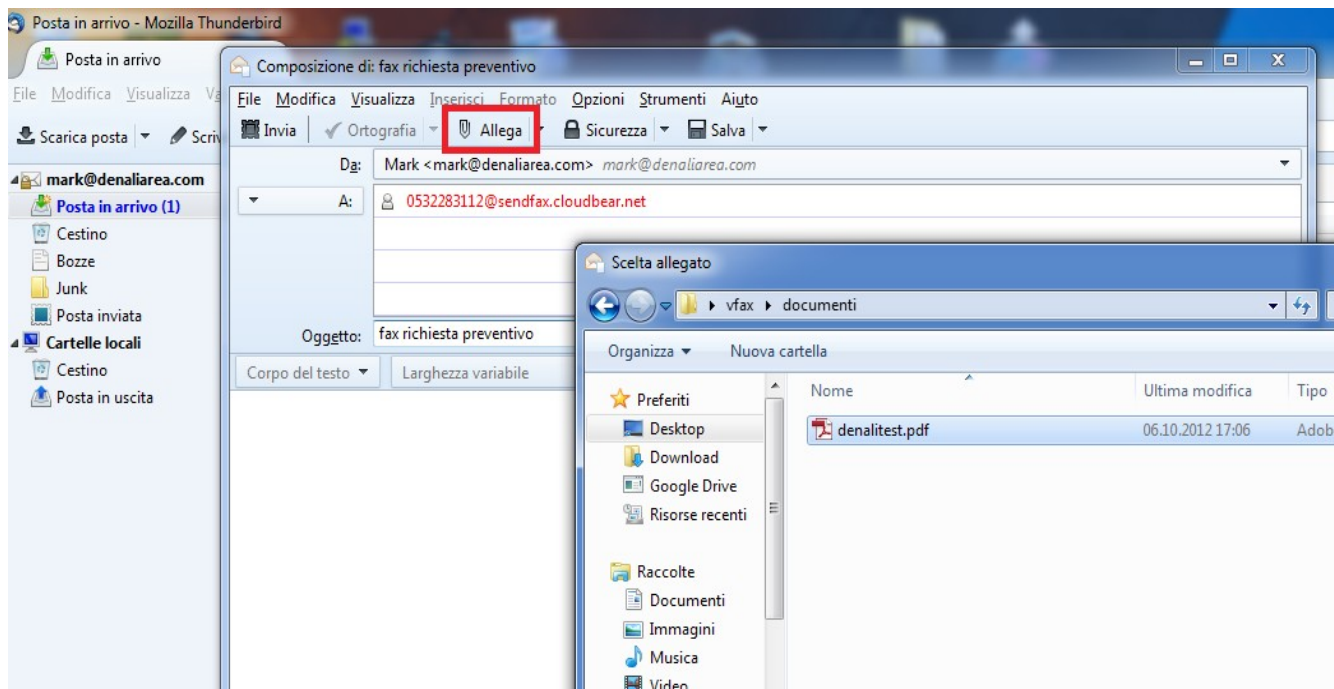 Posta in arrivo - Mozilla Thunderbird
Posta in arrivo
File Modifica Visualizza
Scarica posta
mark@denaliarea.com
Posta in arrivo (1)
Cestino
Bozze
Junk
Posta inviata
Cartelle locali
Cestino
Posta in uscita
Composizione di: fax richiesta preventivo
File Modifica Visualizza Inserisci Formato Opzioni Strumenti Aiuto
Invia Ortografia Allega Sicurezza Salva
Da: Mark <mark@denaliarea.com> mark@denaliarea.com
A: 0532283112@sendfax.cloudbear.net
Oggetto: fax richiesta preventivo
Corpo del testo Larghezza variabile
Scelta allegato
vfax documenti
Organizza Nuova cartella
Preferiti
Desktop
Download
Google Drive
Risorse recenti
Raccolte
Documenti
Immagini
Musica
Video
Nome Ultima modifica Tipo
denalitest.pdf 06.10.2012 17:06 Adob